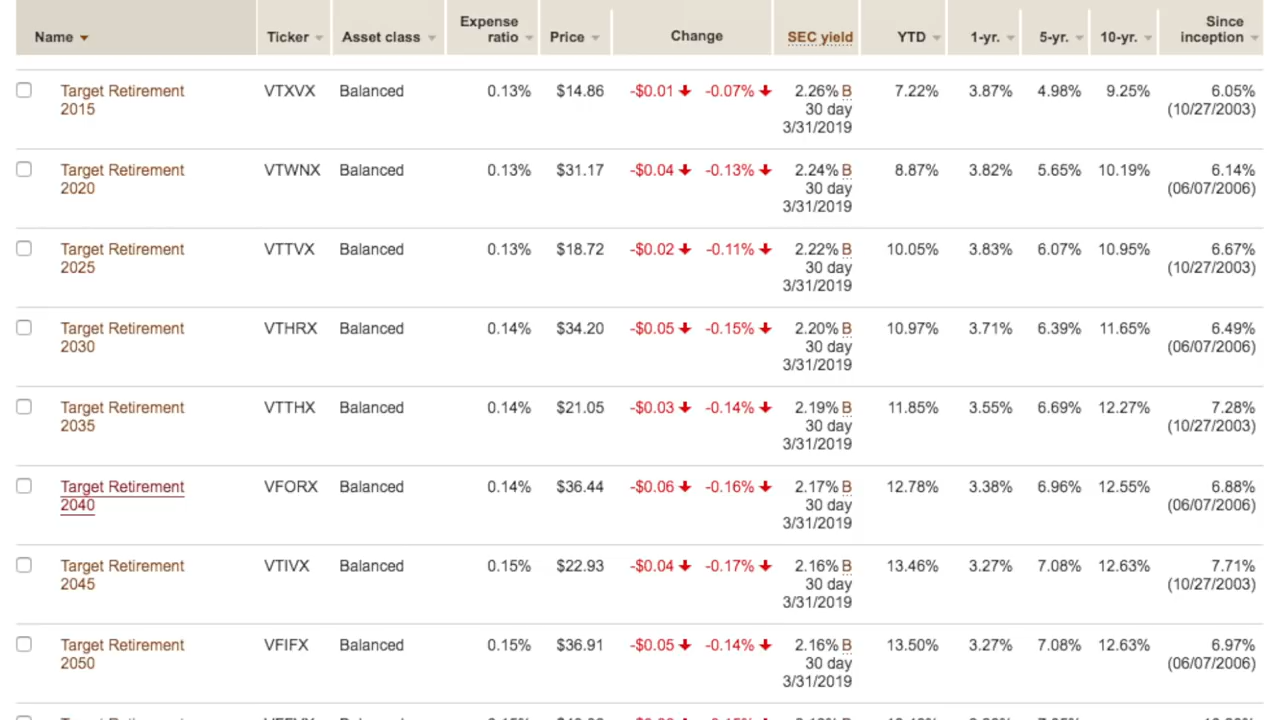 Name Ticker Asset class Expense ratio Price Change SEC yield YTD 1-yr. 5-yr. 10-yr. Since inception
Target Retirement 2015 VTXVX Balanced 0.13% $14.86 -$0.01 -0.07% 2.26% B 30 day 3/31/2019 7.22% 3.87% 4.98% 9.25% 6.05% (10/27/2003)
Target Retirement 2020 VTWNX Balanced 0.13% $31.17 -$0.04 -0.13% 2.24% B 30 day 3/31/2019 8.87% 3.82% 5.65% 10.19% 6.14% (06/07/2006)
Target Retirement 2025 VTTVX Balanced 0.13% $18.72 -$0.02 -0.11% 2.22% B 30 day 3/31/2019 10.05% 3.83% 6.07% 10.95% 6.67% (10/27/2003)
Target Retirement 2030 VTHRX Balanced 0.14% $34.20 -$0.05 -0.15% 2.20% B 30 day 3/31/2019 10.97% 3.71% 6.39% 11.65% 6.49% (06/07/2006)
Target Retirement 2035 VTTHX Balanced 0.14% $21.05 -$0.03 -0.14% 2.19% B 30 day 3/31/2019 11.85% 3.55% 6.69% 12.27% 7.28% (10/27/2003)
Target Retirement 2040 VFORX Balanced 0.14% $36.44 -$0.06 -0.16% 2.17% B 30 day 3/31/2019 12.78% 3.38% 6.96% 12.55% 6.88% (06/07/2006)
Target Retirement 2045 VTIVX Balanced 0.15% $22.93 -$0.04 -0.17% 2.16% B 30 day 3/31/2019 13.46% 3.27% 7.08% 12.63% 7.71% (10/27/2003)
Target Retirement 2050 VFIFX Balanced 0.15% $36.91 -$0.05 -0.14% 2.16% B 30 day 3/31/2019 13.50% 3.27% 7.08% 12.63% 6.97% (06/07/2006)